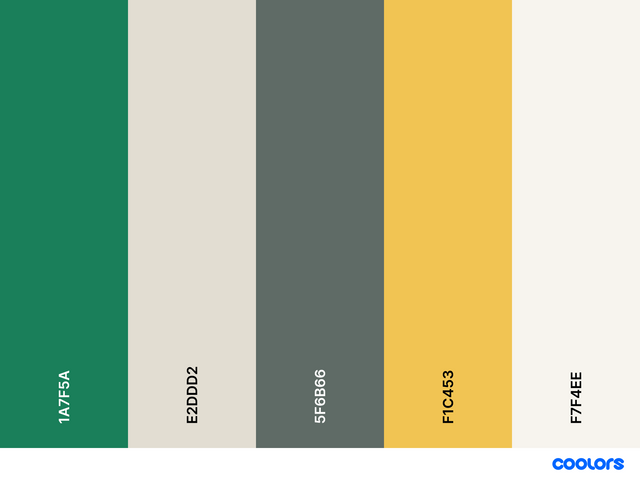 1A7F5A
E2DDD2
5F6B66
F1C453
F7F4EE
coolors